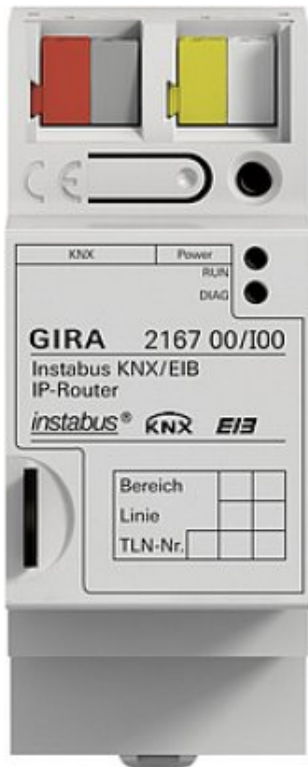 CE
KNX Power
RUN
DIAG
GIRA 2167 00/I00
Instabus KNX/EIB
IP-Router
instabus® KNX EIB
Bereich
Linie
TLN-Nr.